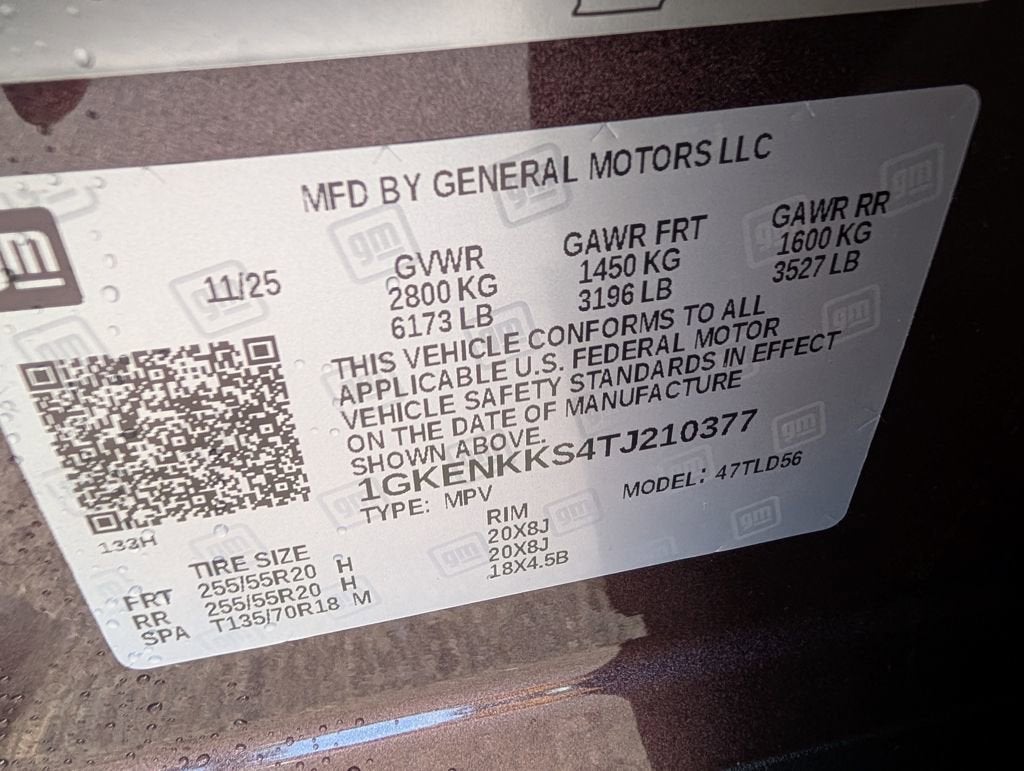 MFD BY GENERAL MOTORS LLC
gm
11/25
GVWR
2800 KG
6173 LB
GAWR FRT
1450 KG
3196 LB
GAWR RR
1600 KG
3527 LB
THIS VEHICLE CONFORMS TO ALL
APPLICABLE U.S. FEDERAL MOTOR
VEHICLE SAFETY STANDARDS IN EFFECT
ON THE DATE OF MANUFACTURE
SHOWN ABOVE.
1GKENKKS4TJ210377
TYPE: MPV
MODEL: 47TLD56
133H
TIRE SIZE RIM
FRT 255/55R20 H 20X8J
RR 255/55R20 H 20X8J
SPA T135/70R18 M 18X4.5B